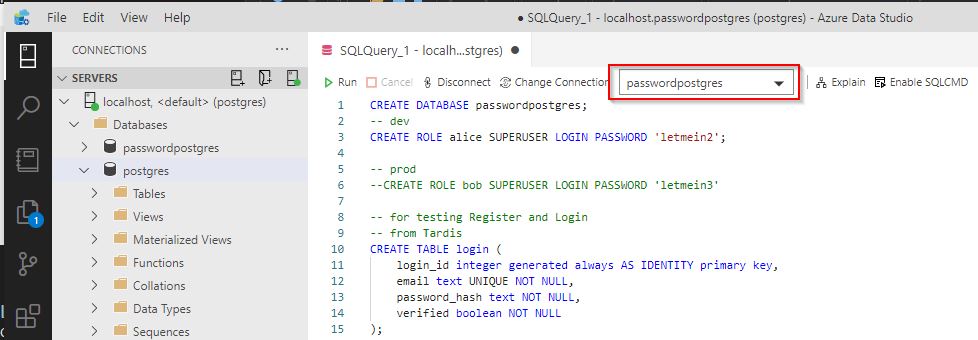 File Edit View Help
● SQLQuery_1 - localhost.passwordpostgres (postgres) - Azure Data Studio
CONNECTIONS ···
SERVERS
localhost, <default> (postgres)
Databases
passwordpostgres
postgres
Tables
Views
Materialized Views
Functions
Collations
Data Types
Sequences
1
SQLQuery_1 - localh...stgres) ●
Run Cancel Disconnect Change Connection passwordpostgres Explain Enable SQLCMD
1 CREATE DATABASE passwordpostgres;
2 -- dev
3 CREATE ROLE alice SUPERUSER LOGIN PASSWORD 'letmein2';
4
5 -- prod
6 --CREATE ROLE bob SUPERUSER LOGIN PASSWORD 'letmein3'
7
8 -- for testing Register and Login
9 -- from Tardis
10 CREATE TABLE login (
11 login_id integer generated always AS IDENTITY primary key,
12 email text UNIQUE NOT NULL,
13 password_hash text NOT NULL,
14 verified boolean NOT NULL
15 );